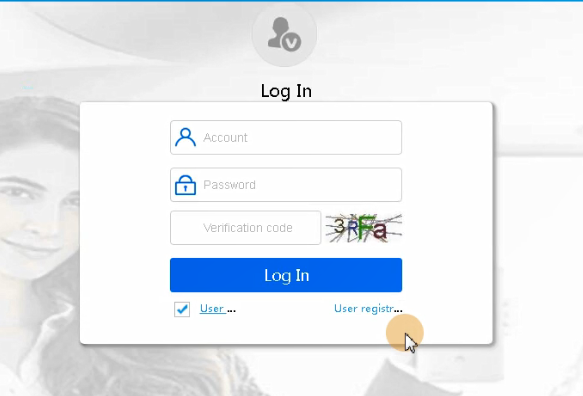 Log In
Account
Password
Verification code 3RFa
Log In
User ... User registr...